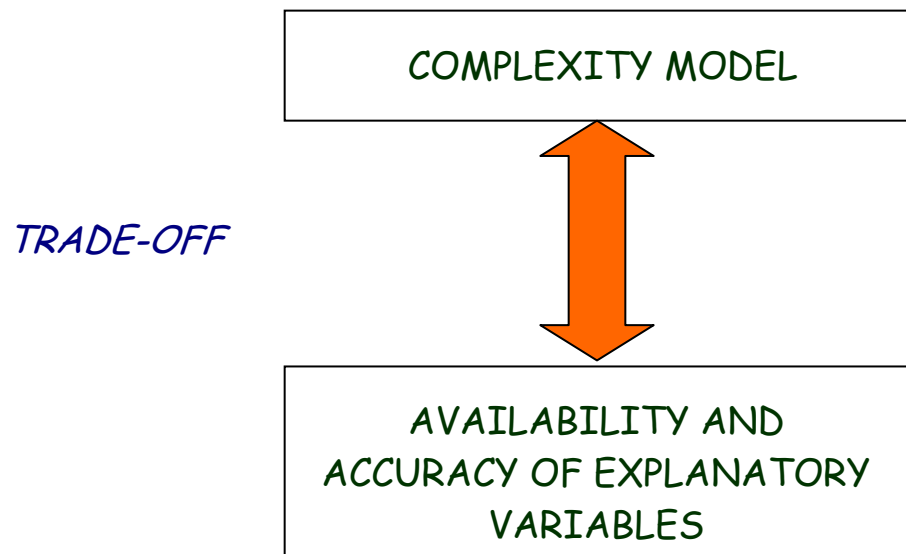 COMPLEXITY MODEL
TRADE-OFF
AVAILABILITY AND
ACCURACY OF EXPLANATORY
VARIABLES